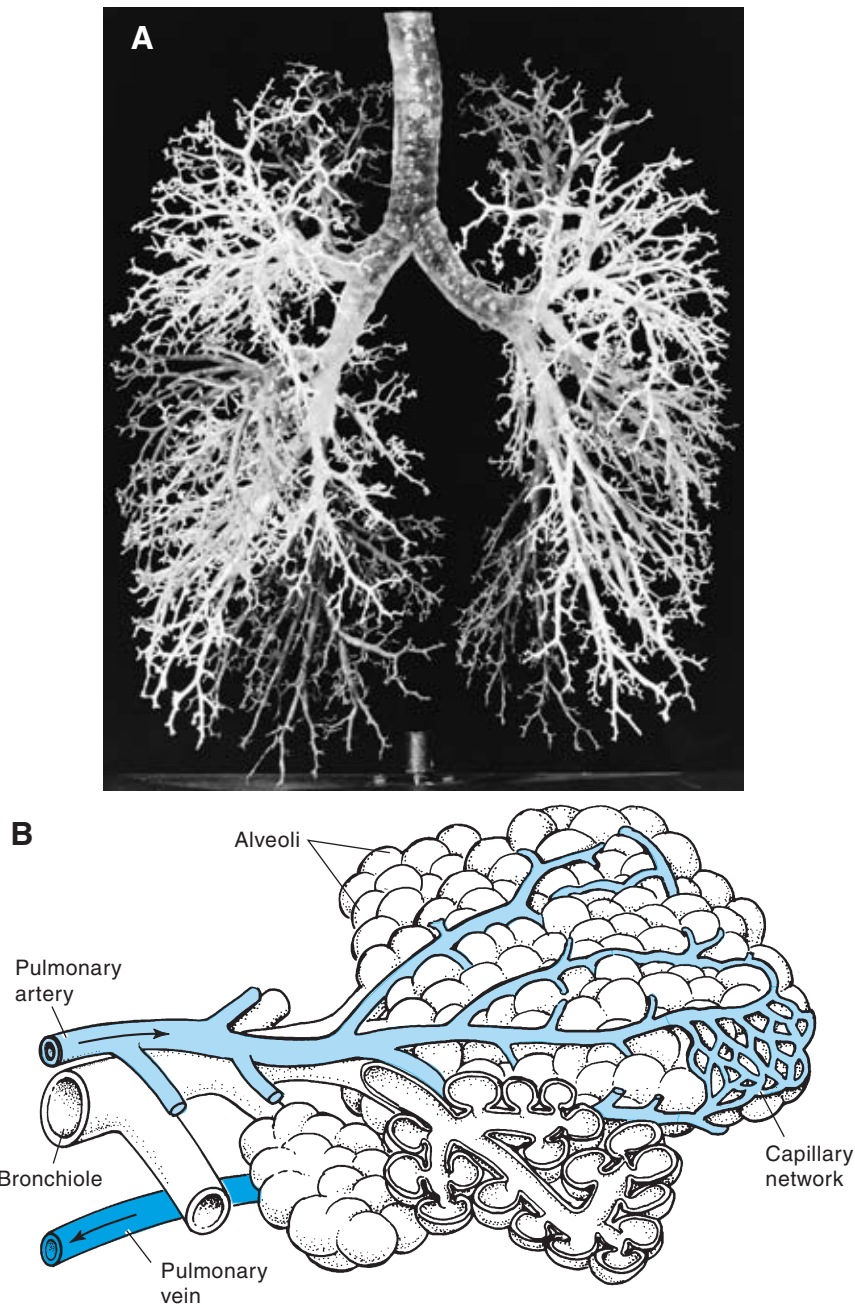 A
B
Alveoli
Pulmonary
artery
Bronchiole
Capillary
network
Pulmonary
vein